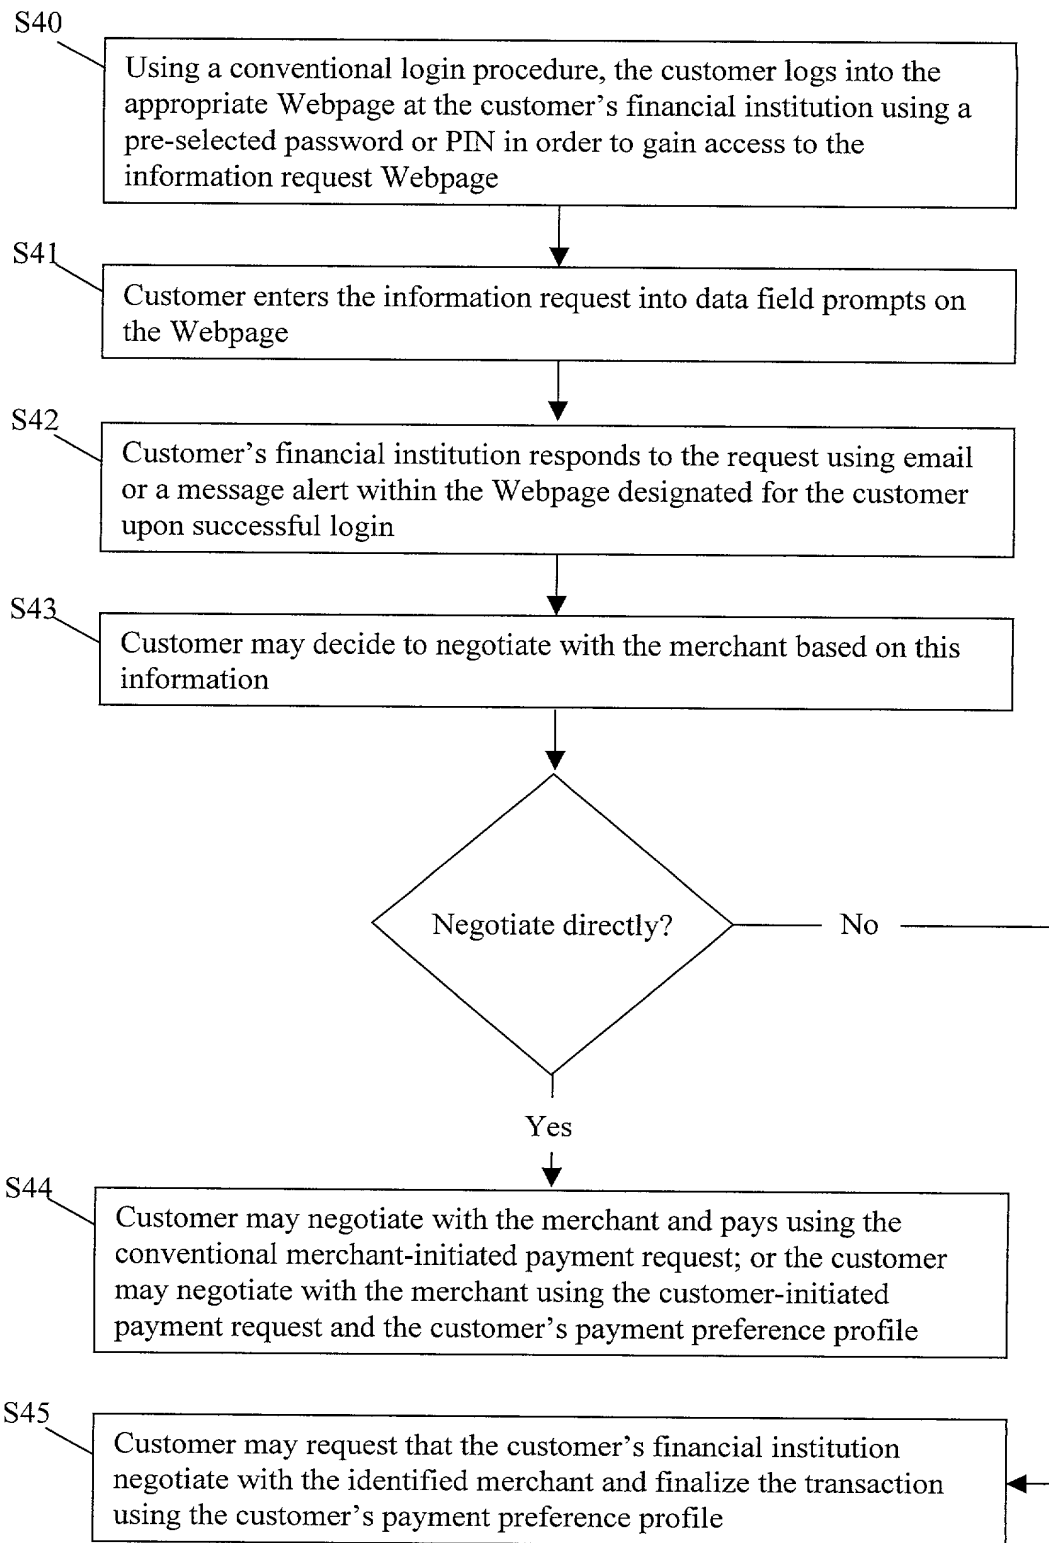 S40
Using a conventional login procedure, the customer logs into the
appropriate Webpage at the customer's financial institution using a
pre-selected password or PIN in order to gain access to the
information request Webpage
S41
Customer enters the information request into data field prompts on
the Webpage
S42
Customer's financial institution responds to the request using email
or a message alert within the Webpage designated for the customer
upon successful login
S43
Customer may decide to negotiate with the merchant based on this
information
Negotiate directly?
No
Yes
S44
Customer may negotiate with the merchant and pays using the
conventional merchant-initiated payment request; or the customer
may negotiate with the merchant using the customer-initiated
payment request and the customer's payment preference profile
S45
Customer may request that the customer's financial institution
negotiate with the identified merchant and finalize the transaction
using the customer's payment preference profile